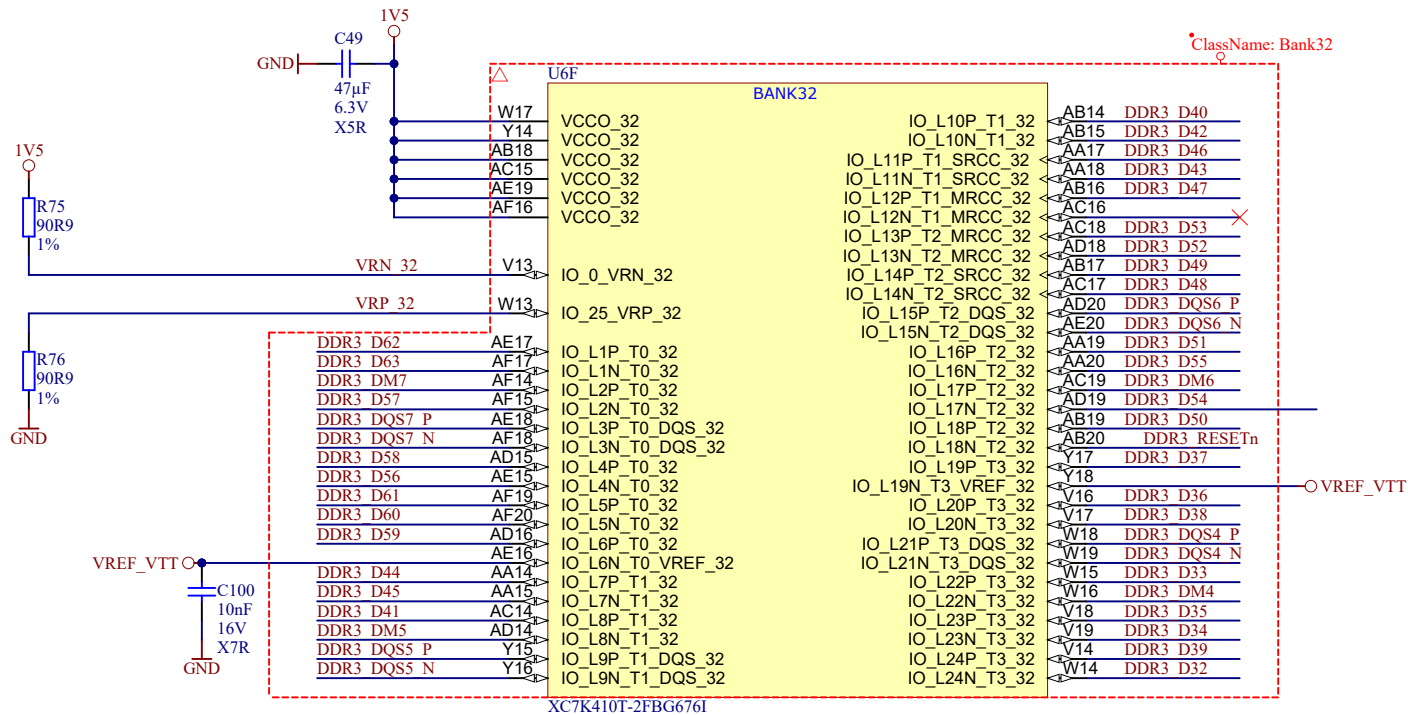 1V5
C49
GND
47µF
6.3V
X5R
ClassName: Bank32
U6F
BANK32
W17 VCCO_32
Y14 VCCO_32
AB18 VCCO_32
AC15 VCCO_32
AE19 VCCO_32
AF16 VCCO_32
1V5
R75
90R9
1%
VRN_32 V13 IO_0_VRN_32
VRP_32 W13 IO_25_VRP_32
R76
90R9
1%
GND
DDR3_D62 AE17 IO_L1P_T0_32
DDR3_D63 AF17 IO_L1N_T0_32
DDR3_DM7 AF14 IO_L2P_T0_32
DDR3_D57 AF15 IO_L2N_T0_32
DDR3_DQS7_P AE18 IO_L3P_T0_DQS_32
DDR3_DQS7_N AF18 IO_L3N_T0_DQS_32
DDR3_D58 AD15 IO_L4P_T0_32
DDR3_D56 AE15 IO_L4N_T0_32
DDR3_D61 AF19 IO_L5P_T0_32
DDR3_D60 AF20 IO_L5N_T0_32
DDR3_D59 AD16 IO_L6P_T0_32
VREF_VTT AE16 IO_L6N_T0_VREF_32
DDR3_D44 AA14 IO_L7P_T1_32
DDR3_D45 AA15 IO_L7N_T1_32
DDR3_D41 AC14 IO_L8P_T1_32
DDR3_DM5 AD14 IO_L8N_T1_32
DDR3_DQS5_P Y15 IO_L9P_T1_DQS_32
DDR3_DQS5_N Y16 IO_L9N_T1_DQS_32
C100
10nF
16V
X7R
GND
IO_L10P_T1_32 AB14 DDR3_D40
IO_L10N_T1_32 AB15 DDR3_D42
IO_L11P_T1_SRCC_32 AA17 DDR3_D46
IO_L11N_T1_SRCC_32 AA18 DDR3_D43
IO_L12P_T1_MRCC_32 AB16 DDR3_D47
IO_L12N_T1_MRCC_32 AC16
IO_L13P_T2_MRCC_32 AC18 DDR3_D53
IO_L13N_T2_MRCC_32 AD18 DDR3_D52
IO_L14P_T2_SRCC_32 AB17 DDR3_D49
IO_L14N_T2_SRCC_32 AC17 DDR3_D48
IO_L15P_T2_DQS_32 AD20 DDR3_DQS6_P
IO_L15N_T2_DQS_32 AE20 DDR3_DQS6_N
IO_L16P_T2_32 AA19 DDR3_D51
IO_L16N_T2_32 AA20 DDR3_D55
IO_L17P_T2_32 AC19 DDR3_DM6
IO_L17N_T2_32 AD19 DDR3_D54
IO_L18P_T2_32 AB19 DDR3_D50
IO_L18N_T2_32 AB20 DDR3_RESETn
IO_L19P_T3_32 Y17 DDR3_D37
IO_L19N_T3_VREF_32 Y18 VREF_VTT
IO_L20P_T3_32 V16 DDR3_D36
IO_L20N_T3_32 V17 DDR3_D38
IO_L21P_T3_DQS_32 W18 DDR3_DQS4_P
IO_L21N_T3_DQS_32 W19 DDR3_DQS4_N
IO_L22P_T3_32 W15 DDR3_D33
IO_L22N_T3_32 W16 DDR3_DM4
IO_L23P_T3_32 V18 DDR3_D35
IO_L23N_T3_32 V19 DDR3_D34
IO_L24P_T3_32 V14 DDR3_D39
IO_L24N_T3_32 W14 DDR3_D32
XC7K410T-2FBG676I